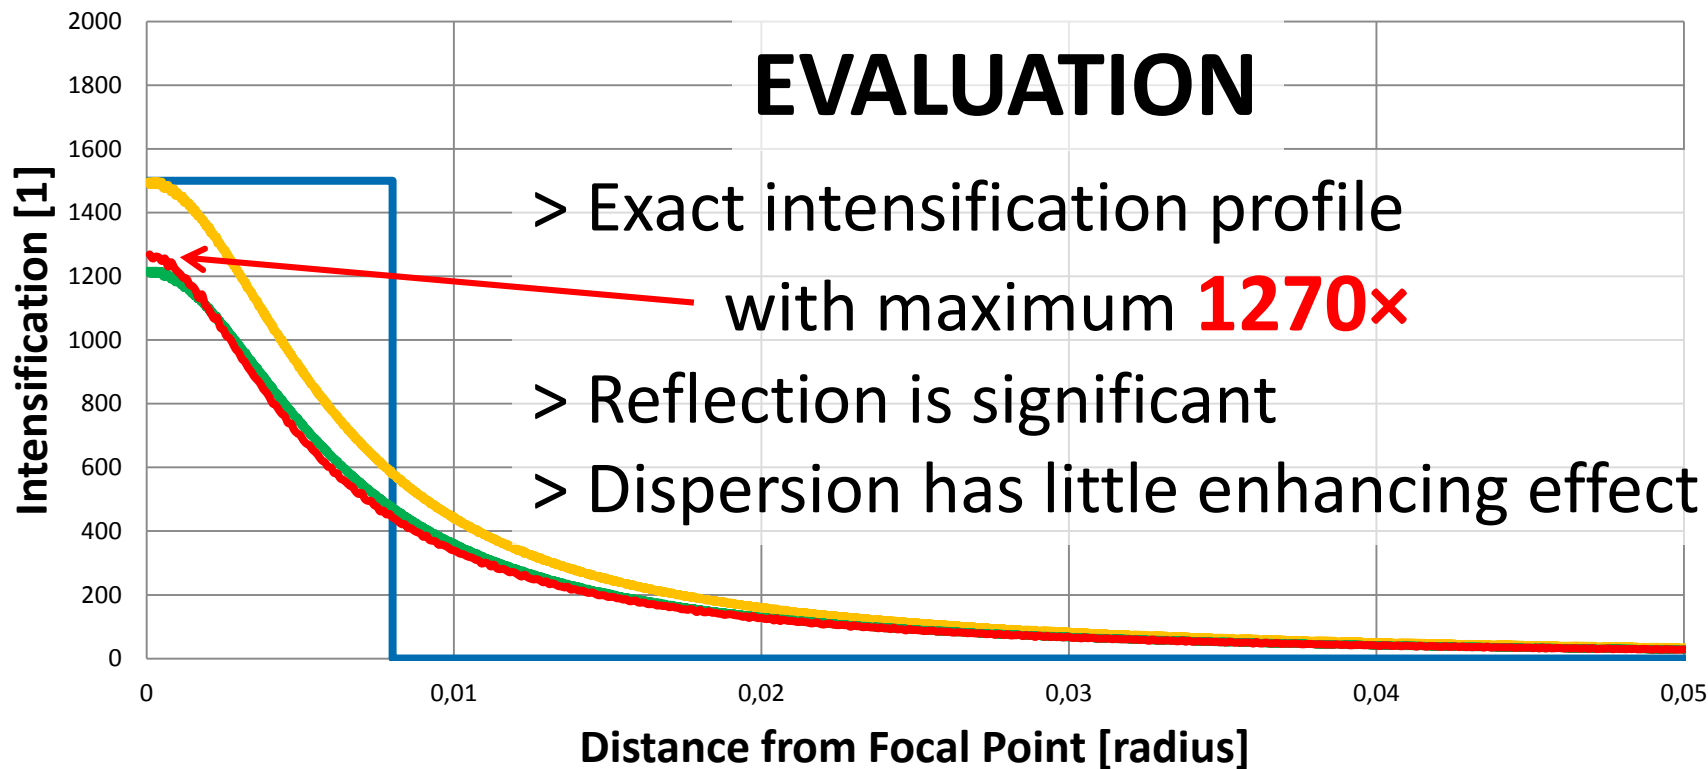 EVALUATION
> Exact intensification profile
with maximum 1270×
> Reflection is significant
> Dispersion has little enhancing effect
Intensification [1]
2000
1800
1600
1400
1200
1000
800
600
400
200
0
0 0,01 0,02 0,03 0,04 0,05
Distance from Focal Point [radius]